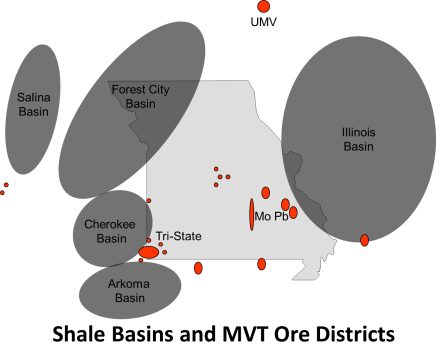 UMV
Salina
Basin
Forest City
Basin
Illinois
Basin
Mo Pb
Cherokee
Basin
Tri-State
Arkoma
Basin
Shale Basins and MVT Ore Districts